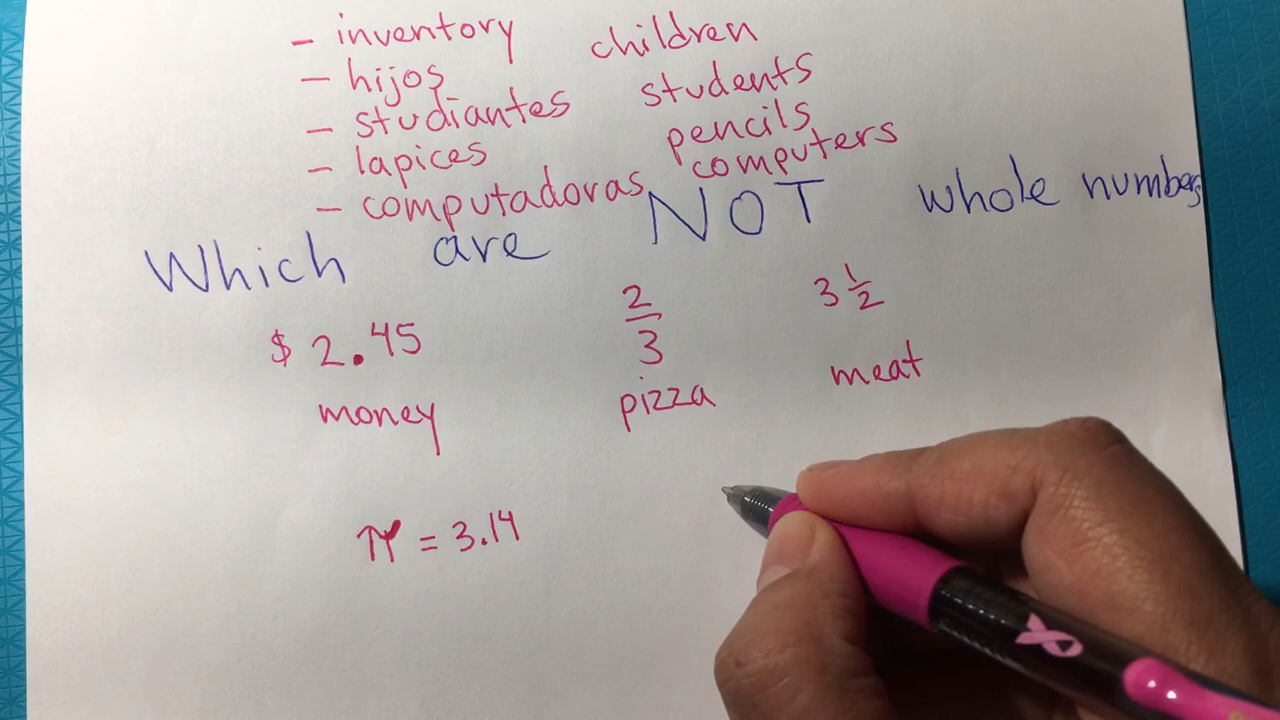 - inventory children
- hijos
- studiantes students
- lapices pencils
- computadoras computers
Which are NOT whole numbers
$ 2.45 2/3 3 1/2
money pizza meat
π = 3.14